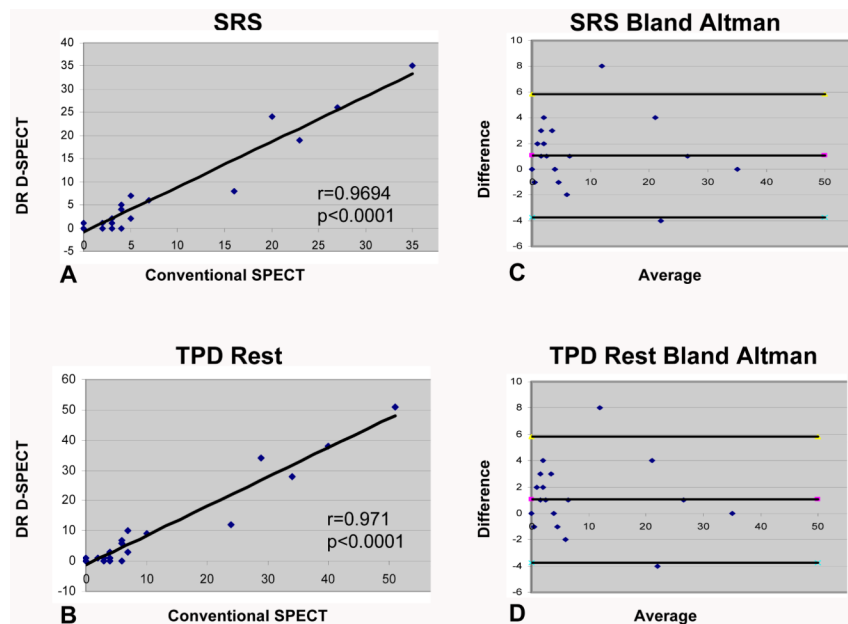 SRS
40
35
30
25
20
15
10
5
0
-5
0 5 10 15 20 25 30 35
DR D-SPECT
r=0.9694
p<0.0001
A
Conventional SPECT
SRS Bland Altman
10
8
6
4
2
0
-2
-4
-6
0 10 20 30 40 50
Difference
C
Average
TPD Rest
60
50
40
30
20
10
0
-10
0 10 20 30 40 50
DR D-SPECT
r=0.971
p<0.0001
B
Conventional SPECT
TPD Rest Bland Altman
10
8
6
4
2
0
-2
-4
-6
0 10 20 30 40 50
Difference
D
Average